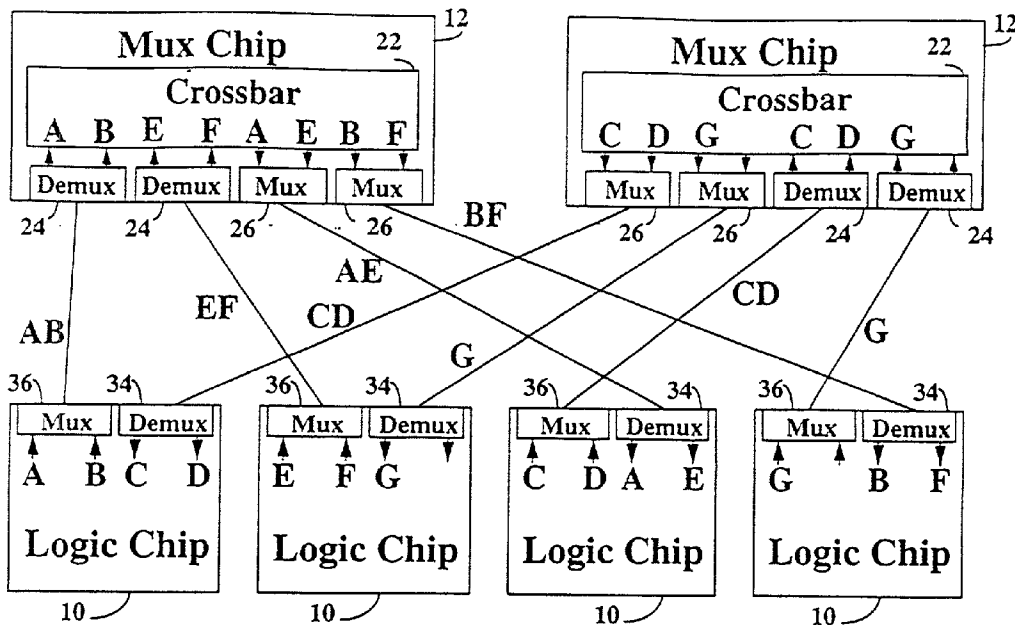 12
12
Mux Chip
22
Mux Chip
22
Crossbar
Crossbar
A B E F A E B F
C D G C D G
Demux Demux Mux Mux
Mux Mux Demux Demux
24 24 26 26
26 26 24 24
BF
AE
EF CD CD
AB G G
36 34 36 34 36 34 36 34
Mux Demux Mux Demux Mux Demux Mux Demux
A B C D E F G C D A E G B F
Logic Chip Logic Chip Logic Chip Logic Chip
10 10 10 10